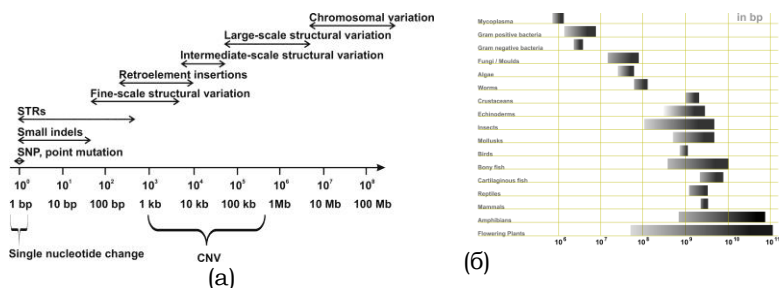 Chromosomal variation
Large-scale structural variation
Intermediate-scale structural variation
Retroelement insertions
Fine-scale structural variation
STRs
Small indels
SNP, point mutation
10⁰ 10¹ 10² 10³ 10⁴ 10⁵ 10⁶ 10⁷ 10⁸
1 bp 10 bp 100 bp 1 kb 10 kb 100 kb 1Mb 10 Mb 100 Mb
Single nucleotide change
CNV
(а)
in bp
Mycoplasma
Gram positive bacteria
Gram negative bacteria
Fungi / Moulds
Algae
Worms
Crustaceans
Echinoderms
Insects
Mollusks
Birds
Bony fish
Cartilaginous fish
Reptiles
Mammals
Amphibians
Flowering Plants
10⁶ 10⁷ 10⁸ 10⁹ 10¹⁰ 10¹¹
(б)